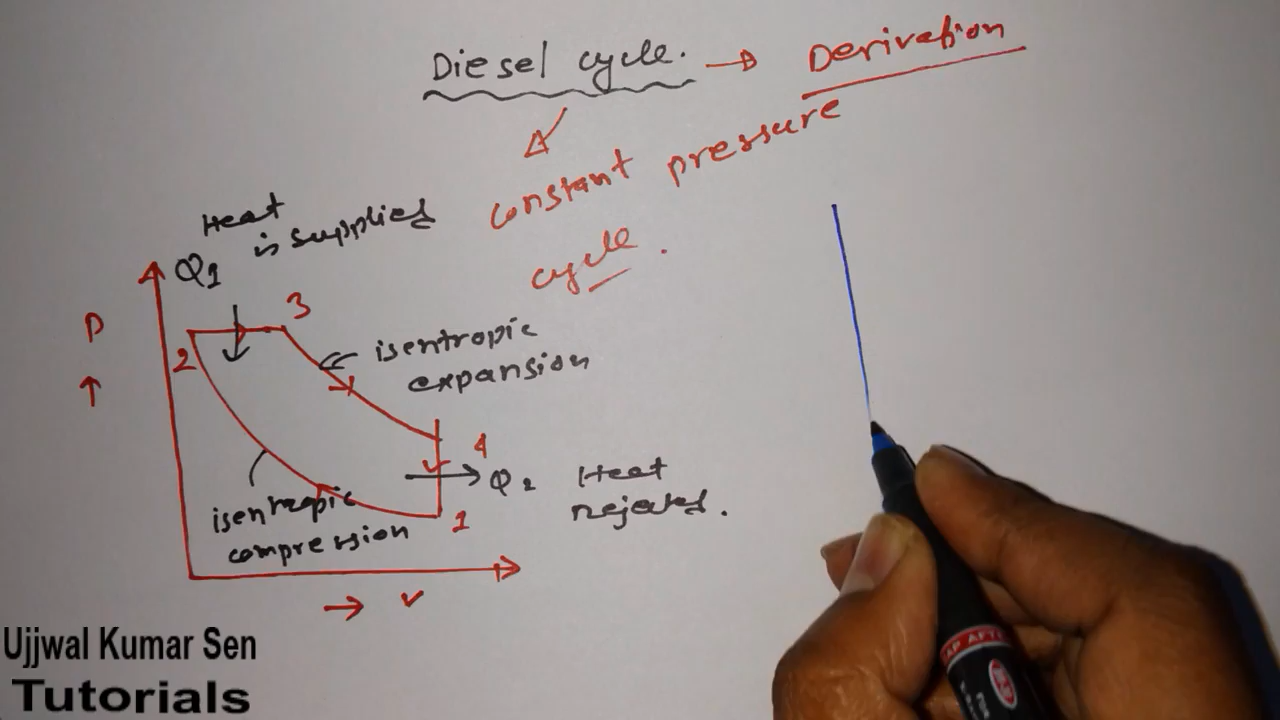 Diesel cycle. → Derivation
constant pressure
cycle.
Heat
Q1 is supplies
P
↑
2
3
isentropic
expansion
4
Q2 Heat
rejected.
1
isentropic
compression
→ v
Ujjwal Kumar Sen
Tutorials